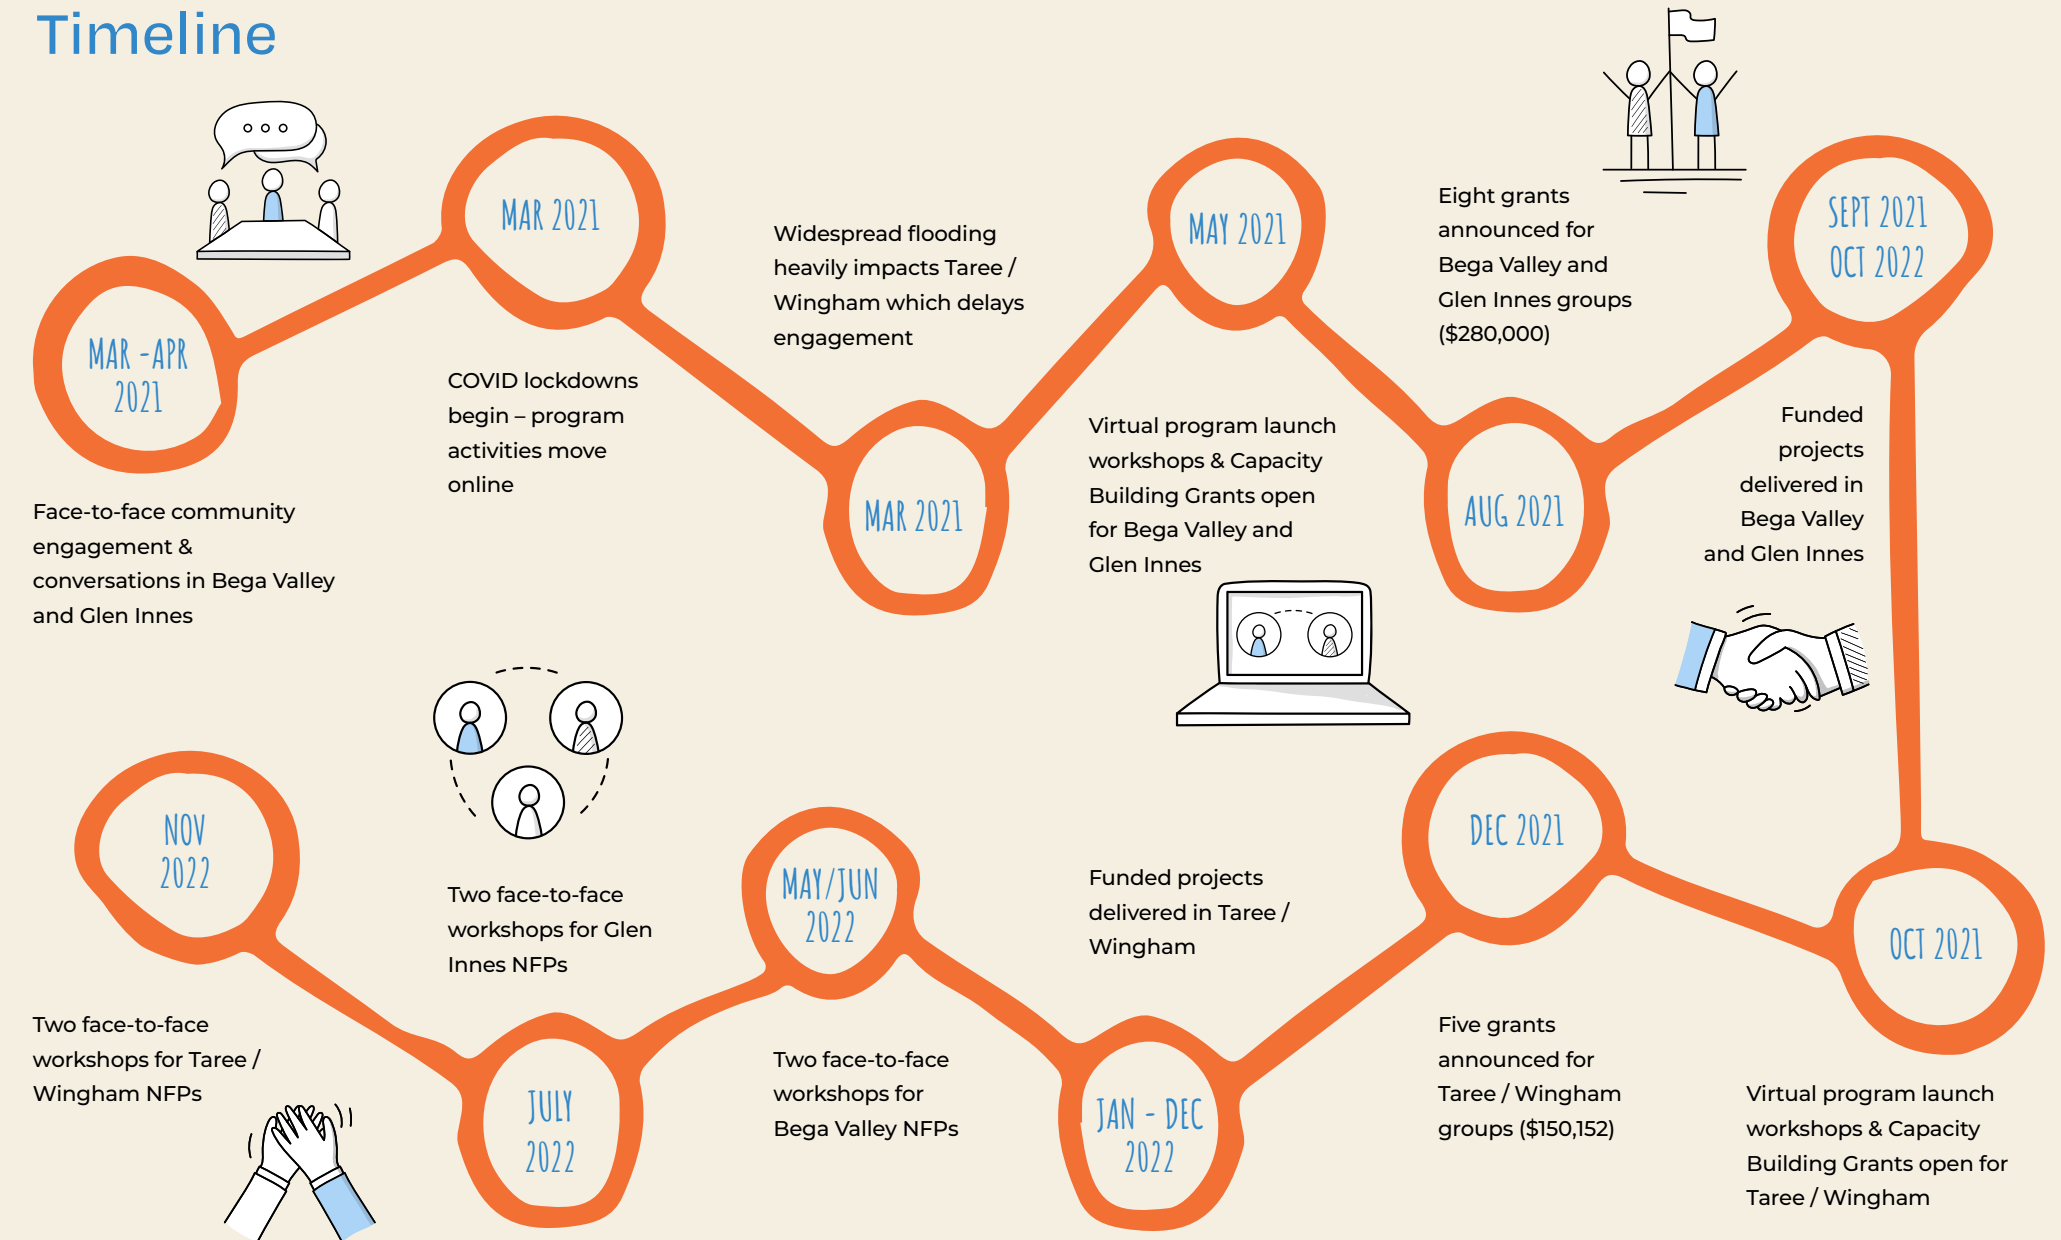 Timeline
MAR -APR
2021
Face-to-face community
engagement &
conversations in Bega Valley
and Glen Innes
MAR 2021
COVID lockdowns
begin – program
activities move
online
MAR 2021
Widespread flooding
heavily impacts Taree /
Wingham which delays
engagement
MAY 2021
Virtual program launch
workshops & Capacity
Building Grants open
for Bega Valley and
Glen Innes
AUG 2021
Eight grants
announced for
Bega Valley and
Glen Innes groups
($280,000)
SEPT 2021
OCT 2022
Funded
projects
delivered in
Bega Valley
and Glen Innes
OCT 2021
Virtual program launch
workshops & Capacity
Building Grants open for
Taree / Wingham
DEC 2021
Five grants
announced for
Taree / Wingham
groups ($150,152)
JAN - DEC
2022
Funded projects
delivered in Taree /
Wingham
MAY/JUN
2022
Two face-to-face
workshops for
Bega Valley NFPs
JULY
2022
Two face-to-face
workshops for Glen
Innes NFPs
NOV
2022
Two face-to-face
workshops for Taree /
Wingham NFPs